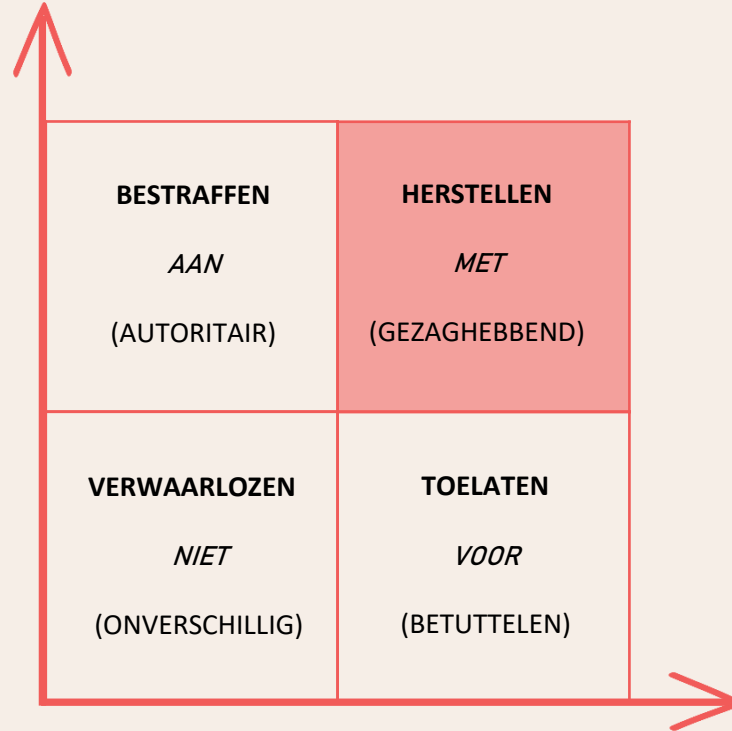 BESTRAFFEN
AAN
(AUTORITAIR)
HERSTELLEN
MET
(GEZAGHEBBEND)
VERWAARLOZEN
NIET
(ONVERSCHILLIG)
TOELATEN
VOOR
(BETUTTELEN)